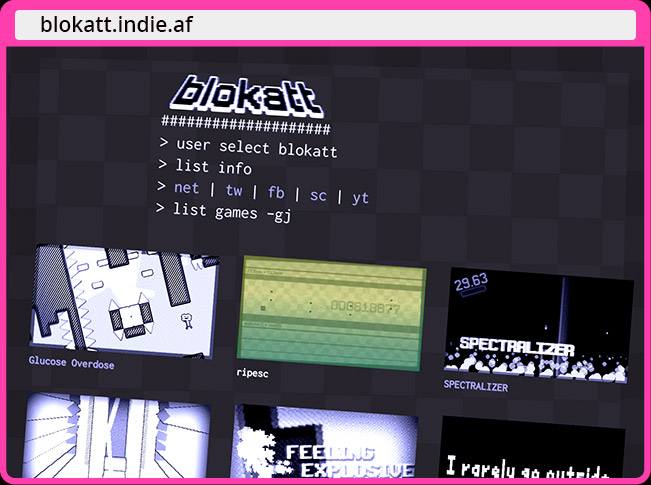 blokatt.indie.af
blokatt
####################
> user select blokatt
> list info
> net | tw | fb | sc | yt
> list games -gj
29.63
SPECTRALIZER
Glucose Overdose
ripesc
SPECTRALIZER
FEELING
EXPLOSIVE
I rarely go outside